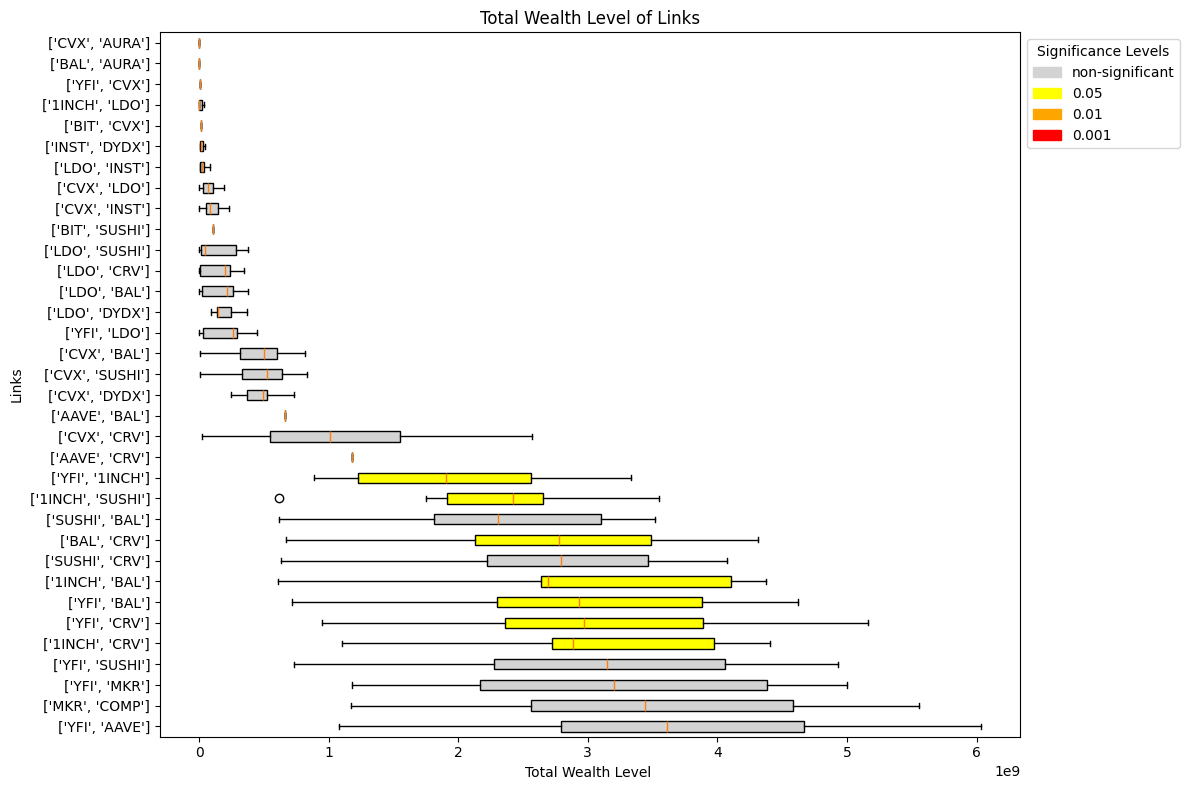 Total Wealth Level of Links
Links
['CVX', 'AURA']
['BAL', 'AURA']
['YFI', 'CVX']
['1INCH', 'LDO']
['BIT', 'CVX']
['INST', 'DYDX']
['LDO', 'INST']
['CVX', 'LDO']
['CVX', 'INST']
['BIT', 'SUSHI']
['LDO', 'SUSHI']
['LDO', 'CRV']
['LDO', 'BAL']
['LDO', 'DYDX']
['YFI', 'LDO']
['CVX', 'BAL']
['CVX', 'SUSHI']
['CVX', 'DYDX']
['AAVE', 'BAL']
['CVX', 'CRV']
['AAVE', 'CRV']
['YFI', '1INCH']
['1INCH', 'SUSHI']
['SUSHI', 'BAL']
['BAL', 'CRV']
['SUSHI', 'CRV']
['1INCH', 'BAL']
['YFI', 'BAL']
['YFI', 'CRV']
['1INCH', 'CRV']
['YFI', 'SUSHI']
['YFI', 'MKR']
['MKR', 'COMP']
['YFI', 'AAVE']
0 1 2 3 4 5 6
1e9
Total Wealth Level
Significance Levels
non-significant
0.05
0.01
0.001